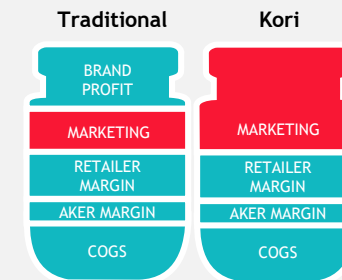 Traditional
Kori
BRAND
PROFIT
MARKETING
RETAILER
MARGIN
AKER MARGIN
COGS
MARKETING
RETAILER
MARGIN
AKER MARGIN
COGS